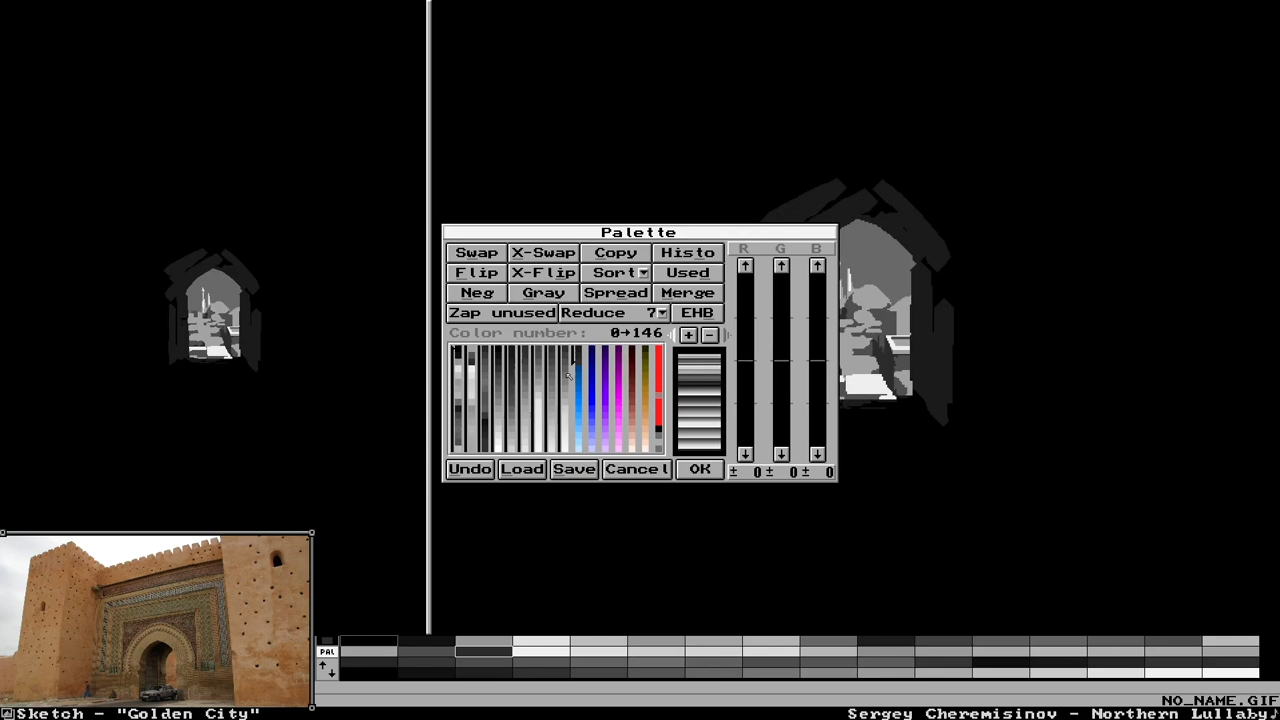 Palette
Swap X-Swap Copy Histo
Flip X-Flip Sort Used
Neg Gray Spread Merge
Zap unused Reduce 7 EHB
Color number: 0→146 + -
R G B
Undo Load Save Cancel OK
± 0 ± 0 ± 0
PAL
NO_NAME.GIF
Sketch - "Golden City"
Sergey Cheremisinov - Northern Lullaby♪